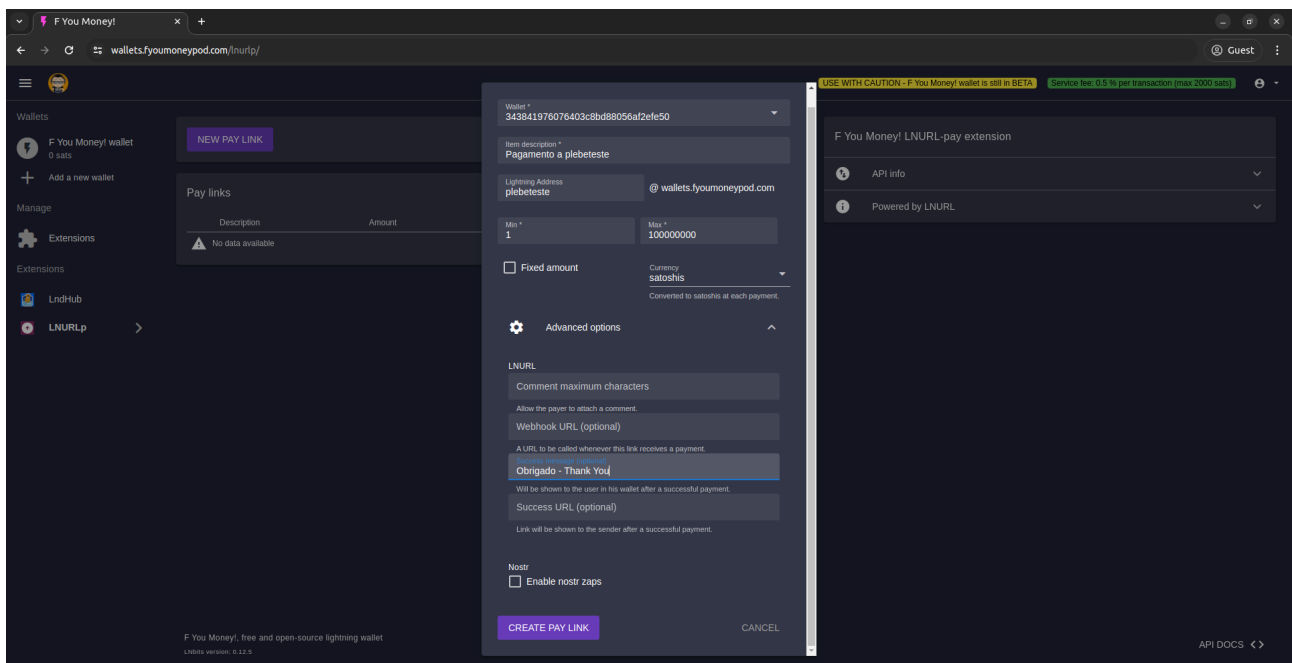 F You Money!
wallets.fyoumoneypod.com/lnurlp/
Guest
USE WITH CAUTION - F You Money! wallet is still in BETA
Service fee: 0.5 % per transaction (max 2000 sats)
Wallets
F You Money! wallet
0 sats
Add a new wallet
Manage
Extensions
Extensions
LndHub
LNURLp
NEW PAY LINK
Pay links
Description Amount
No data available
Wallet *
343841976076403c8bd88056af2efe50
Item description *
Pagamento a plebeteste
Lightning Address
plebeteste
@ wallets.fyoumoneypod.com
Min * Max *
1 100000000
Fixed amount
Currency
satoshis
Converted to satoshis at each payment.
Advanced options
LNURL
Comment maximum characters
Allow the payer to attach a comment.
Webhook URL (optional)
A URL to be called whenever this link receives a payment.
Success message (optional)
Obrigado - Thank You
Will be shown to the user in his wallet after a successful payment.
Success URL (optional)
Link will be shown to the sender after a successful payment.
Nostr
Enable nostr zaps
CREATE PAY LINK
CANCEL
F You Money! LNURL-pay extension
API info
Powered by LNURL
F You Money!, free and open-source lightning wallet
LNbits version: 0.12.5
API DOCS